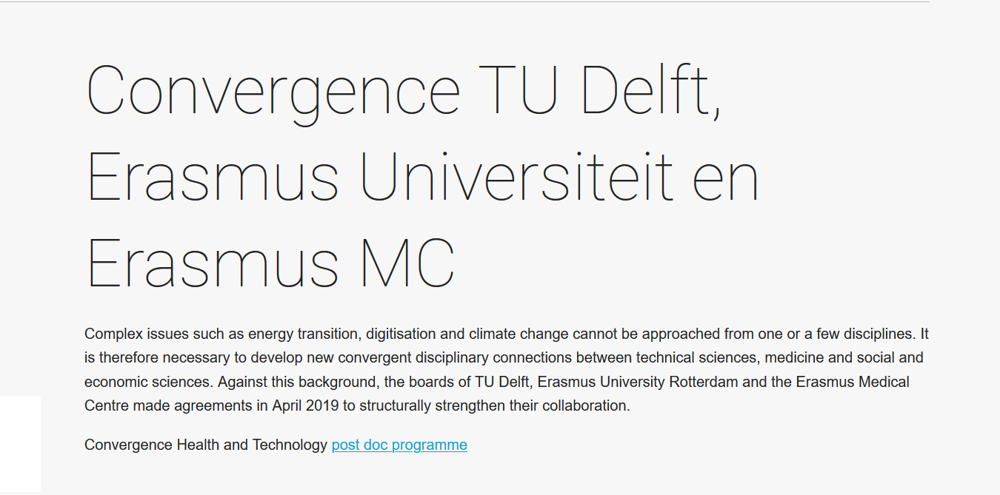 Convergence TU Delft,
Erasmus Universiteit en
Erasmus MC
Complex issues such as energy transition, digitisation and climate change cannot be approached from one or a few disciplines. It
is therefore necessary to develop new convergent disciplinary connections between technical sciences, medicine and social and
economic sciences. Against this background, the boards of TU Delft, Erasmus University Rotterdam and the Erasmus Medical
Centre made agreements in April 2019 to structurally strengthen their collaboration.
Convergence Health and Technology post doc programme